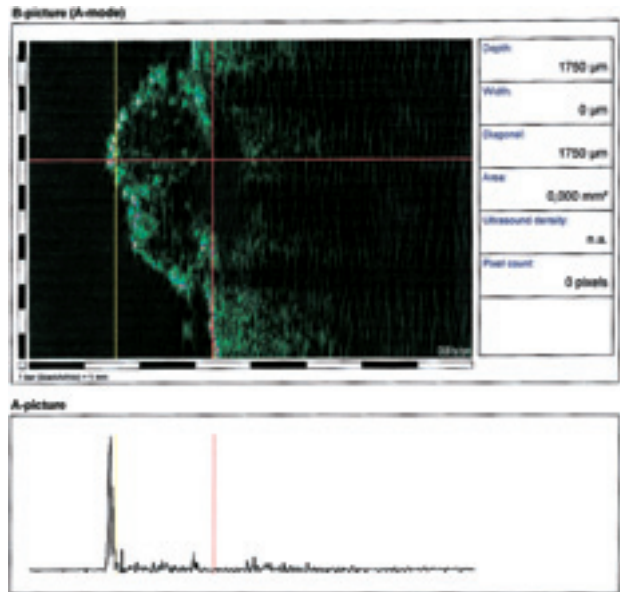 B-picture (A-mode)
Depth:
1750 µm
Width:
0 µm
Diagonal:
1750 µm
Area:
0,000 mm²
Ultrasound density:
n.a.
Pixel count:
0 pixels
A-picture